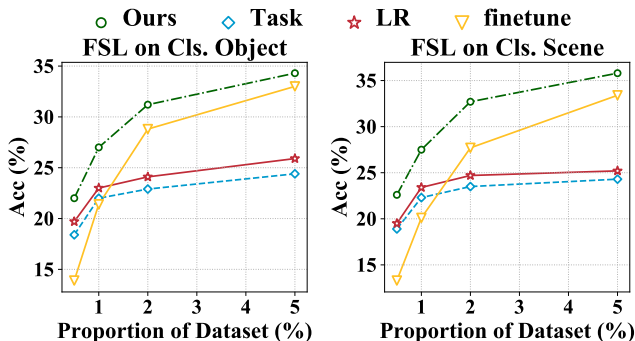 Ours Task LR finetune
FSL on Cls. Object
FSL on Cls. Scene
Acc (%)
35
30
25
20
15
1 2 3 4 5
Proportion of Dataset (%)
Acc (%)
35
30
25
20
15
1 2 3 4 5
Proportion of Dataset (%)